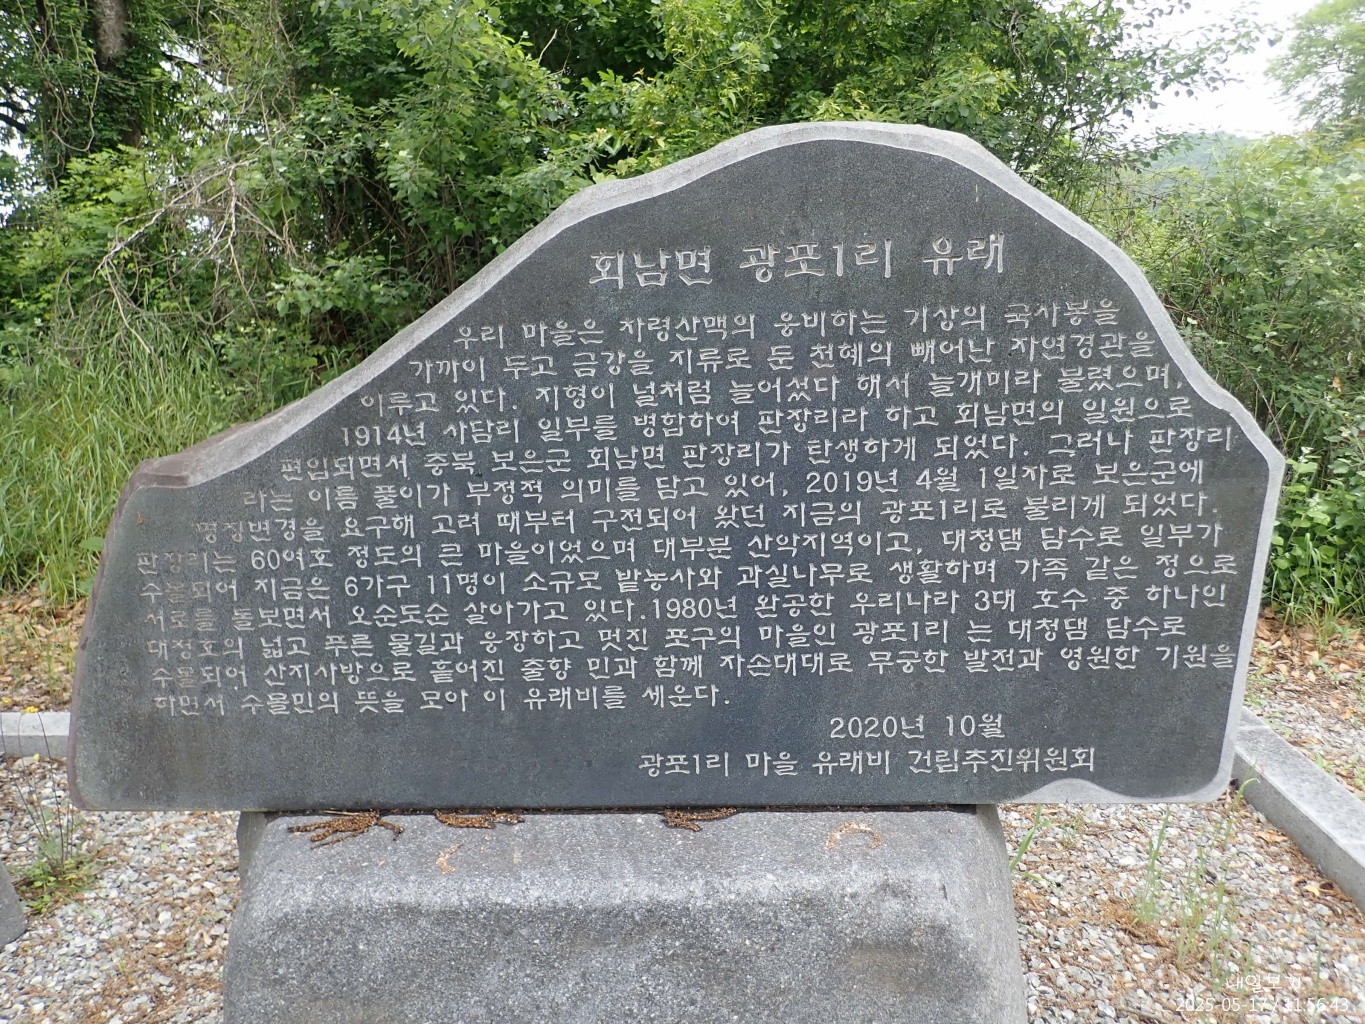 회남면 광포1리 유래
우리 마을은 차령산맥의 웅비하는 기상의 국사봉을
가까이 두고 금강을 지류로 둔 천혜의 빼어난 자연경관을
이루고 있다. 지형이 널처럼 늘어섰다 해서 늘개미라 불렸으며,
1914년 사담리 일부를 병합하여 판장리라 하고 회남면의 일원으로
편입되면서 충북 보은군 회남면 판장리가 탄생하게 되었다. 그러나 판장리
라는 이름 풀이가 부정적 의미를 담고 있어, 2019년 4월 1일자로 보은군에
명칭변경을 요구해 고려 때부터 구전되어 왔던 지금의 광포1리로 불리게 되었다.
판장리는 60여호 정도의 큰 마을이었으며 대부분 산악지역이고, 대청댐 담수로 일부가
수몰되어 지금은 6가구 11명이 소규모 밭농사와 과실나무로 생활하며 가족 같은 정으로
서로를 돌보면서 오순도순 살아가고 있다.1980년 완공한 우리나라 3대 호수 중 하나인
대청호의 넓고 푸른 물길과 웅장하고 멋진 포구의 마을인 광포1리 는 대청댐 담수로
수몰되어 산지사방으로 흩어진 출향 민과 함께 자손대대로 무궁한 발전과 영원한 기원을
하면서 수몰민의 뜻을 모아 이 유래비를 세운다.
2020년 10월
광포1리 마을 유래비 건립추진위원회
2025-05-17 / 11:56:43